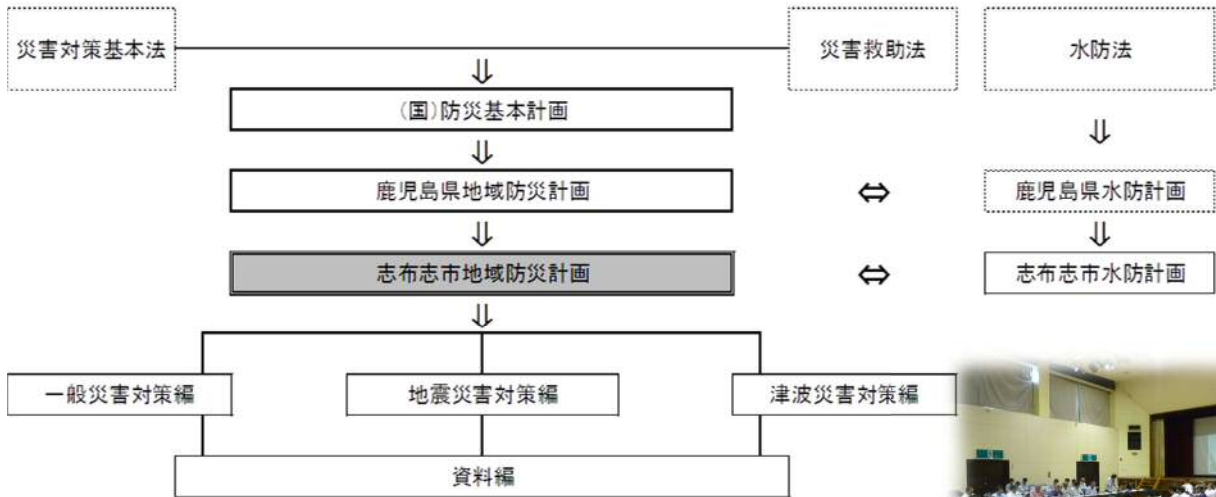 災害対策基本法
災害救助法
水防法
⇓
(国)防災基本計画
⇓
⇓
鹿児島県地域防災計画
⇔
鹿児島県水防計画
⇓
⇓
志布志市地域防災計画
⇔
志布志市水防計画
⇓
一般災害対策編
地震災害対策編
津波災害対策編
資料編